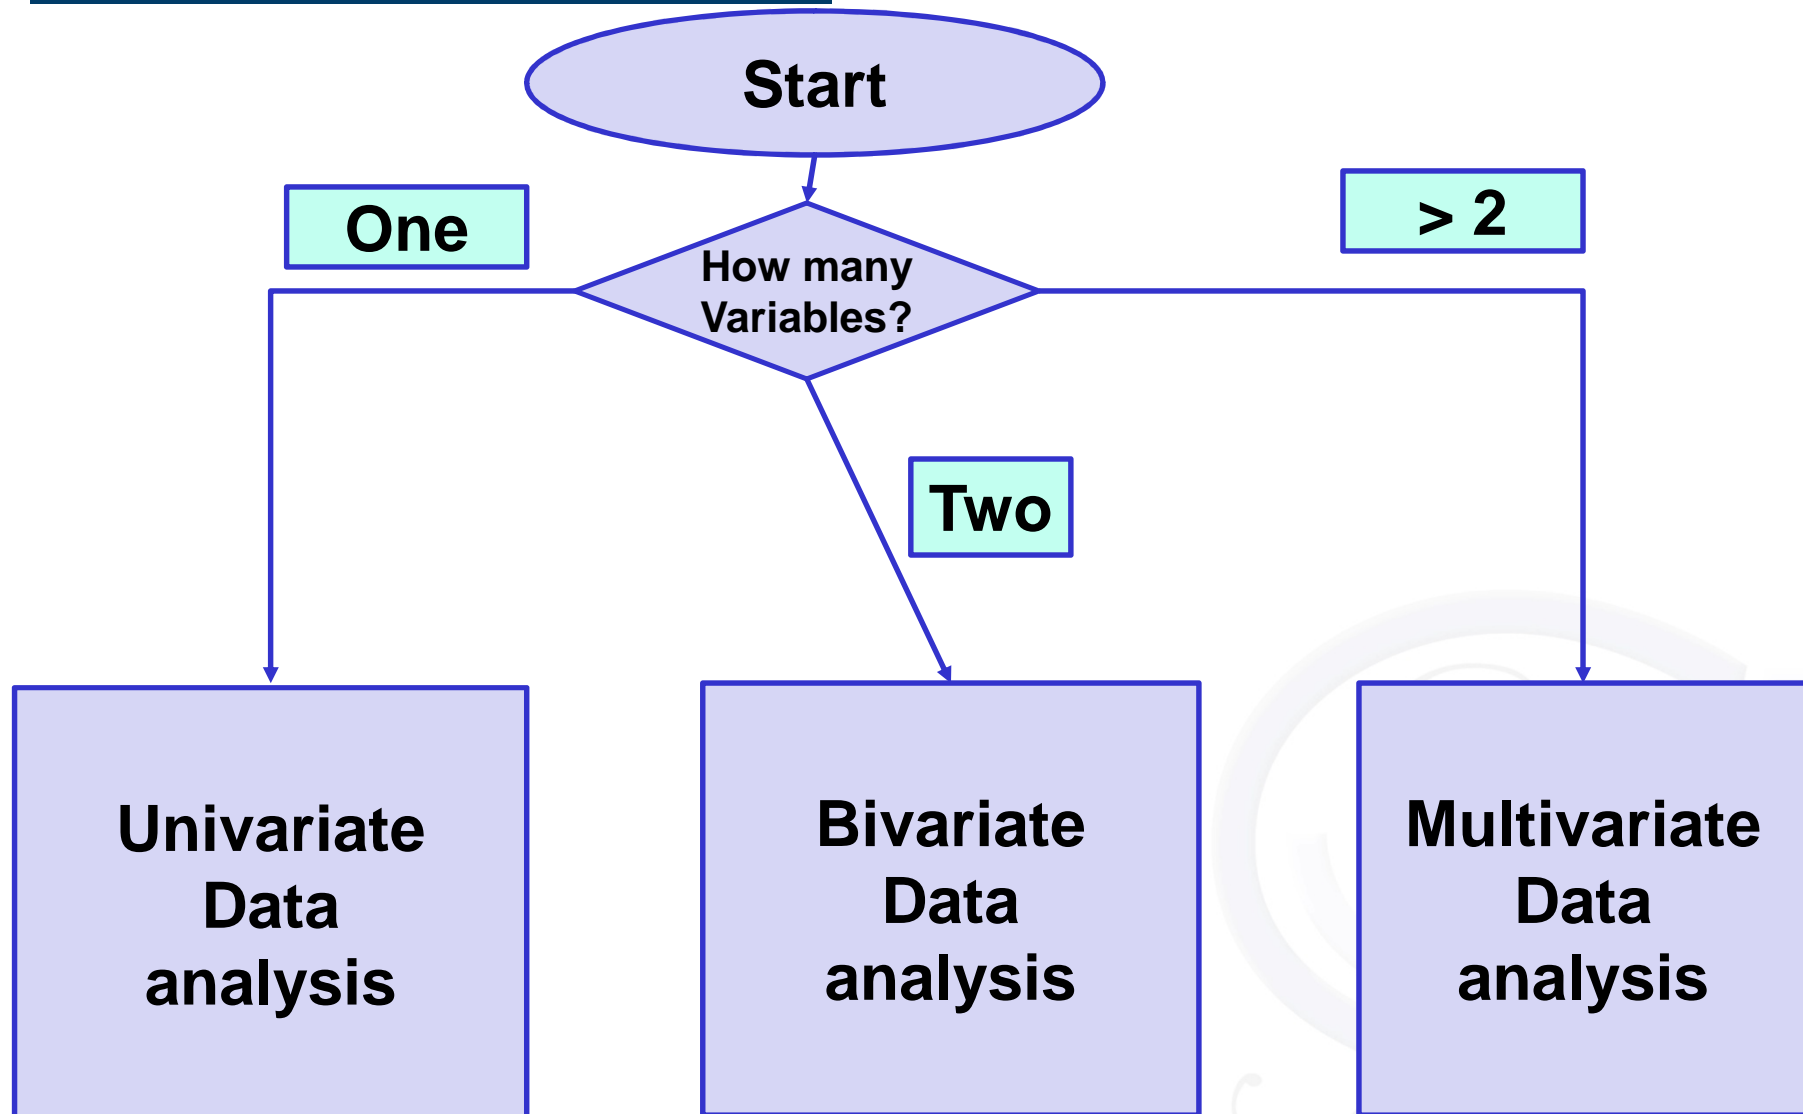 Start
One
> 2
How many
Variables?
Two
Univariate
Data
analysis
Bivariate
Data
analysis
Multivariate
Data
analysis